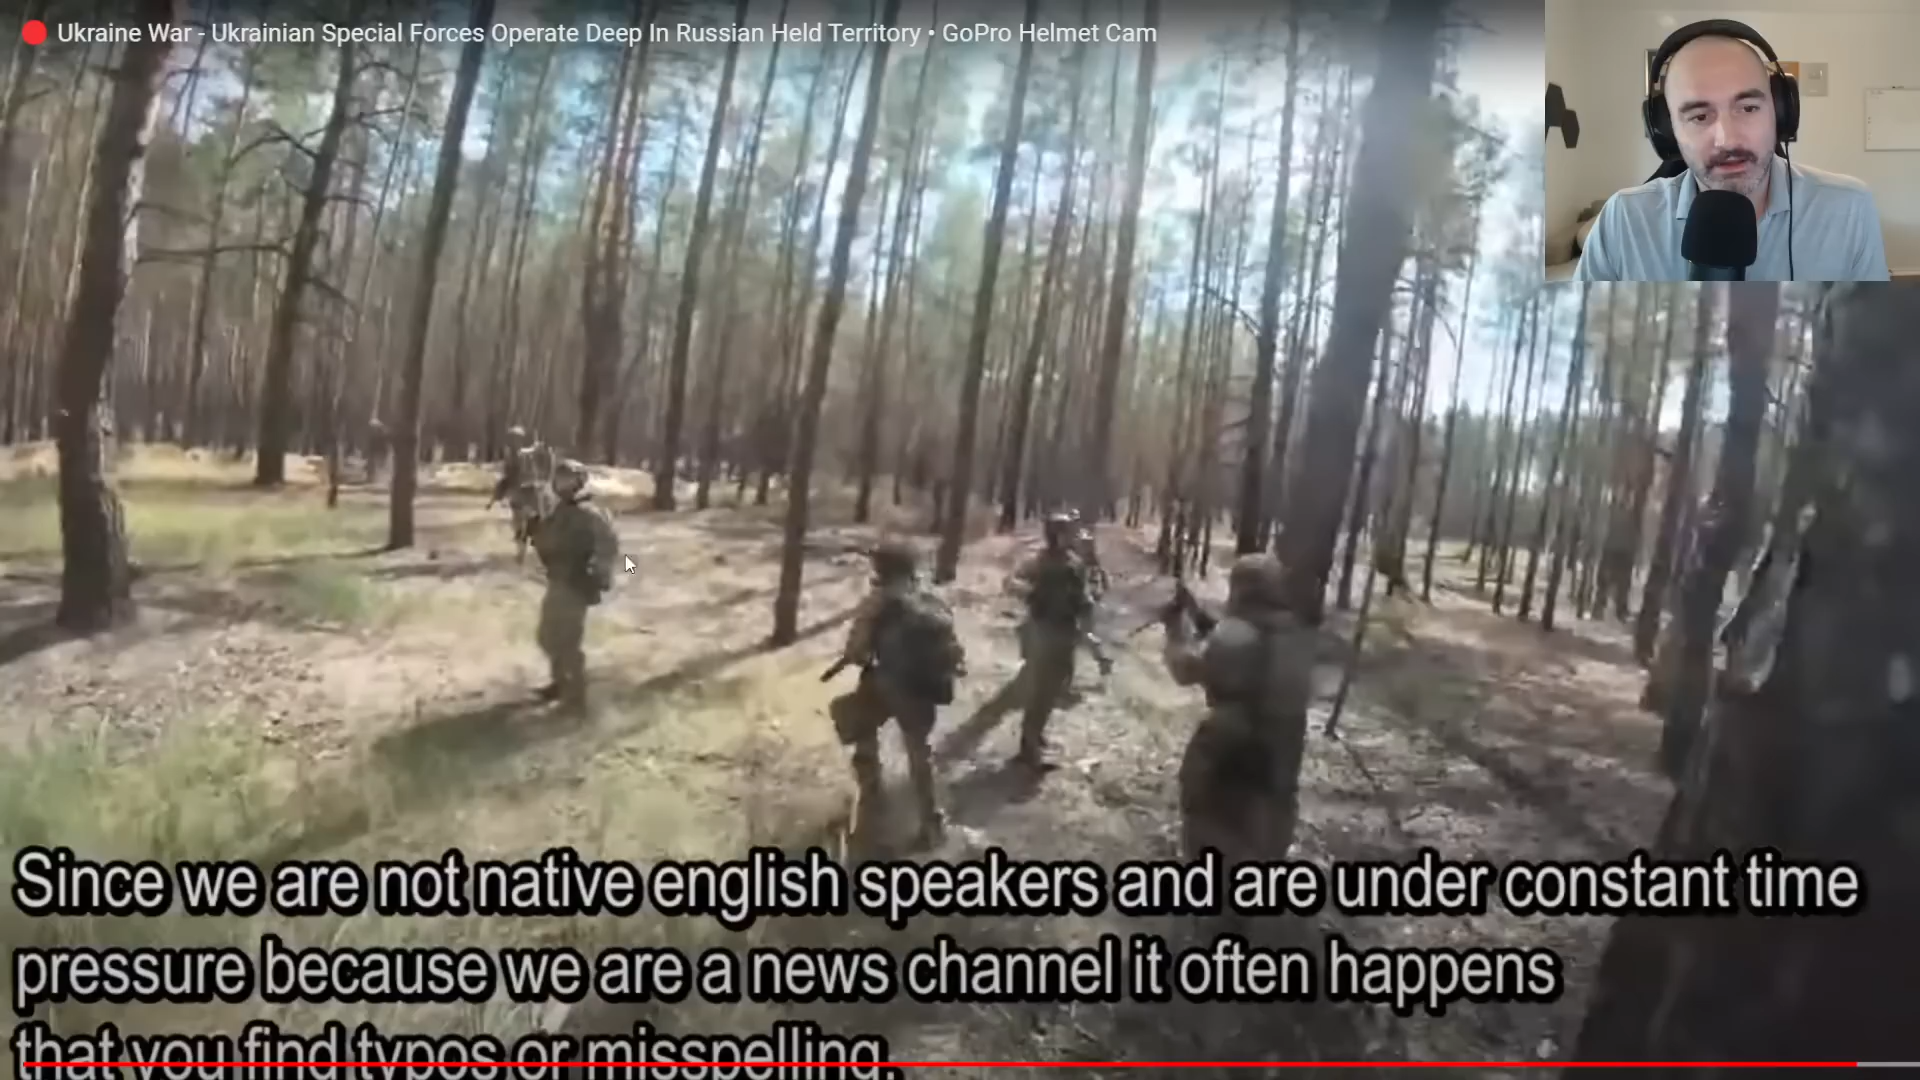 Ukraine War - Ukrainian Special Forces Operate Deep In Russian Held Territory • GoPro Helmet Cam
Since we are not native english speakers and are under constant time
pressure because we are a news channel it often happens
that you find typos or misspelling.